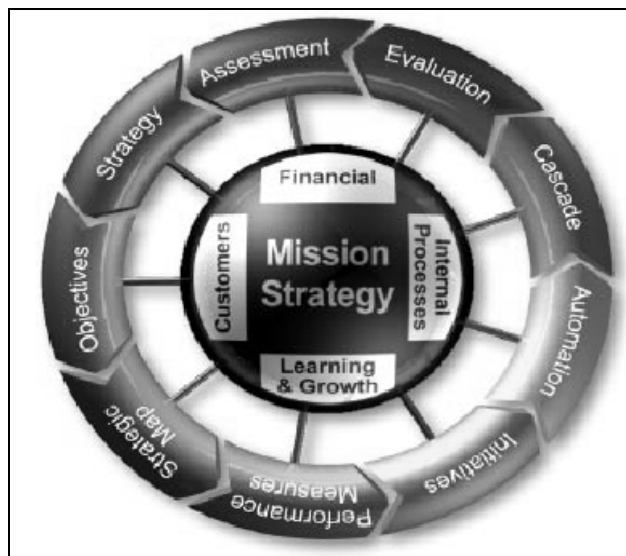 Assessment
Evaluation
Cascade
Automation
Initiatives
Performance
Measures
Strategic
Map
Objectives
Strategy
Financial
Customers
Mission
Strategy
Internal
Processes
Learning
& Growth